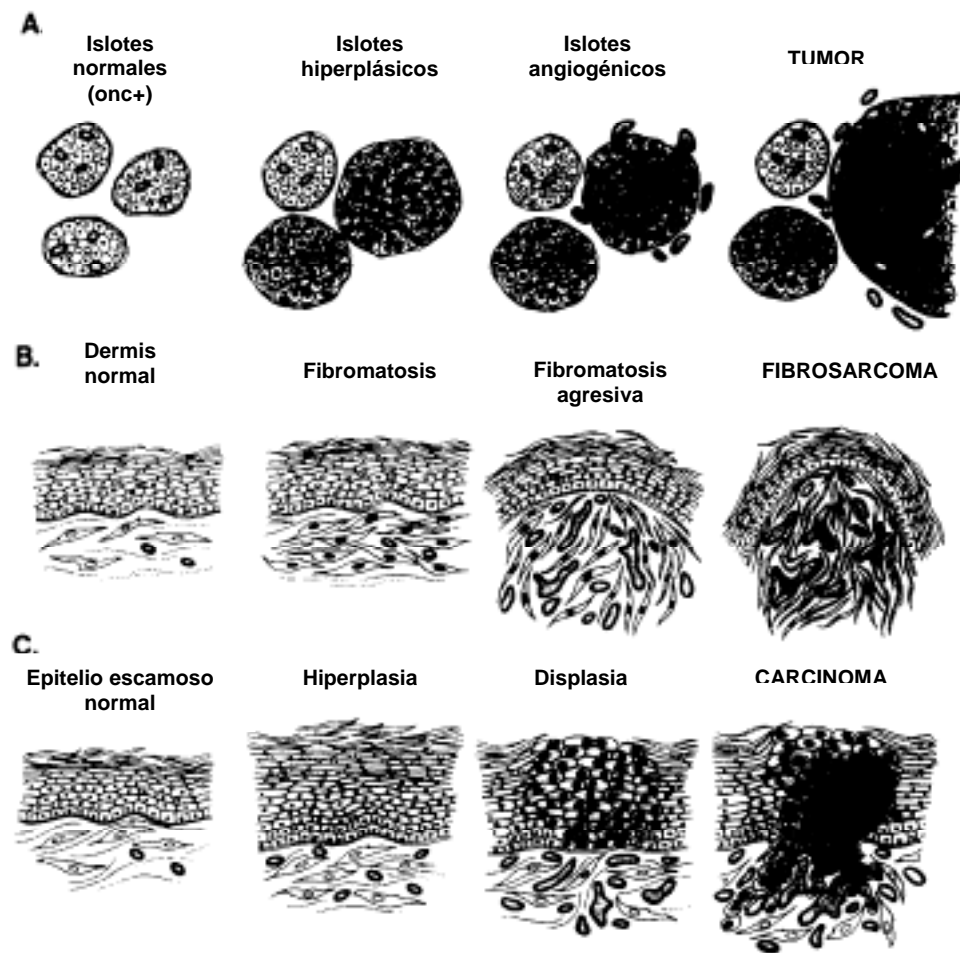 A.
Islotes
normales
(onc+)
Islotes
hiperplásicos
Islotes
angiogénicos
TUMOR
B.
Dermis
normal
Fibromatosis
Fibromatosis
agresiva
FIBROSARCOMA
C.
Epitelio escamoso
normal
Hiperplasia
Displasia
CARCINOMA